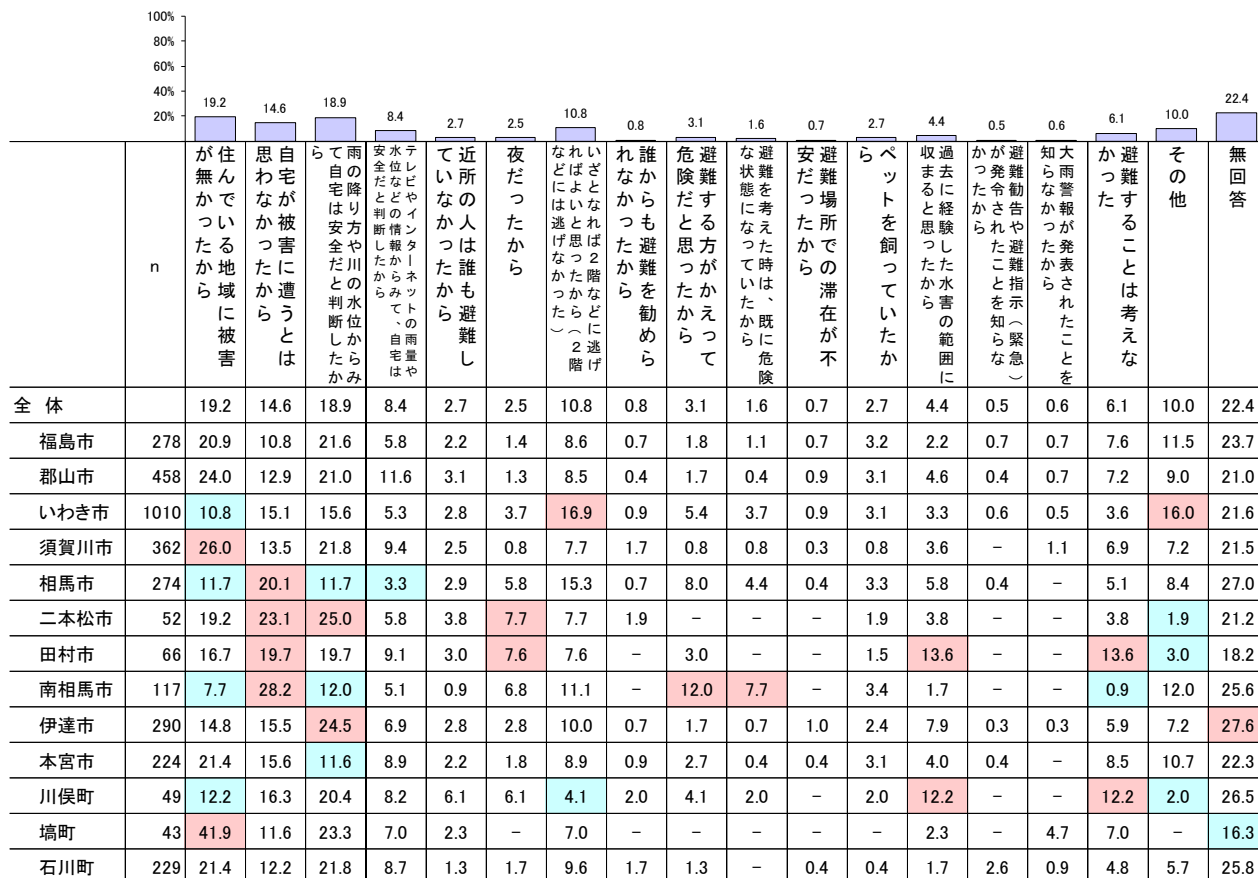 100%
80%
60%
40%
20%
19.2 14.6 18.9 8.4 2.7 2.5 10.8 0.8 3.1 1.6 0.7 2.7 4.4 0.5 0.6 6.1 10.0 22.4
n
住んでいる地域に被害
が無かったから
自宅が被害に遭うとは
思わなかったから
雨の降り方や川の水位からみ
て自宅は安全だと判断したか
ら
テレビやインターネットの雨量や
水位などの情報からみて、自宅は
安全だと判断したから
近所の人は誰も避難し
ていなかったから
夜だったから
いざとなれば2階などに逃げ
ればよいと思ったから(2階
などには逃げなかった)
誰からも避難を勧めら
れなかったから
避難する方がかえって
危険だと思ったから
避難を考えた時は、既に危険
な状態になっていたから
避難場所での滞在が不
安だったから
ペットを飼っていたか
ら
過去に経験した水害の範囲に
収まると思ったから
避難勧告や避難指示(緊急)
が発令されたことを知らな
かったから
大雨警報が発表されたことを
知らなかったから
避難することは考えな
かった
その他
無回答
全 体 19.2 14.6 18.9 8.4 2.7 2.5 10.8 0.8 3.1 1.6 0.7 2.7 4.4 0.5 0.6 6.1 10.0 22.4
福島市 278 20.9 10.8 21.6 5.8 2.2 1.4 8.6 0.7 1.8 1.1 0.7 3.2 2.2 0.7 0.7 7.6 11.5 23.7
郡山市 458 24.0 12.9 21.0 11.6 3.1 1.3 8.5 0.4 1.7 0.4 0.9 3.1 4.6 0.4 0.7 7.2 9.0 21.0
いわき市 1010 10.8 15.1 15.6 5.3 2.8 3.7 16.9 0.9 5.4 3.7 0.9 3.1 3.3 0.6 0.5 3.6 16.0 21.6
須賀川市 362 26.0 13.5 21.8 9.4 2.5 0.8 7.7 1.7 0.8 0.8 0.3 0.8 3.6 － 1.1 6.9 7.2 21.5
相馬市 274 11.7 20.1 11.7 3.3 2.9 5.8 15.3 0.7 8.0 4.4 0.4 3.3 5.8 0.4 － 5.1 8.4 27.0
二本松市 52 19.2 23.1 25.0 5.8 3.8 7.7 7.7 1.9 － － － 1.9 3.8 － － 3.8 1.9 21.2
田村市 66 16.7 19.7 19.7 9.1 3.0 7.6 7.6 － 3.0 － － 1.5 13.6 － － 13.6 3.0 18.2
南相馬市 117 7.7 28.2 12.0 5.1 0.9 6.8 11.1 － 12.0 7.7 － 3.4 1.7 － － 0.9 12.0 25.6
伊達市 290 14.8 15.5 24.5 6.9 2.8 2.8 10.0 0.7 1.7 0.7 1.0 2.4 7.9 0.3 0.3 5.9 7.2 27.6
本宮市 224 21.4 15.6 11.6 8.9 2.2 1.8 8.9 0.9 2.7 0.4 0.4 3.1 4.0 0.4 － 8.5 10.7 22.3
川俣町 49 12.2 16.3 20.4 8.2 6.1 6.1 4.1 2.0 4.1 2.0 － 2.0 12.2 － － 12.2 2.0 26.5
塙町 43 41.9 11.6 23.3 7.0 2.3 － 7.0 － － － － － 2.3 － 4.7 7.0 － 16.3
石川町 229 21.4 12.2 21.8 8.7 1.3 1.7 9.6 1.7 1.3 － 0.4 0.4 1.7 2.6 0.9 4.8 5.7 25.8